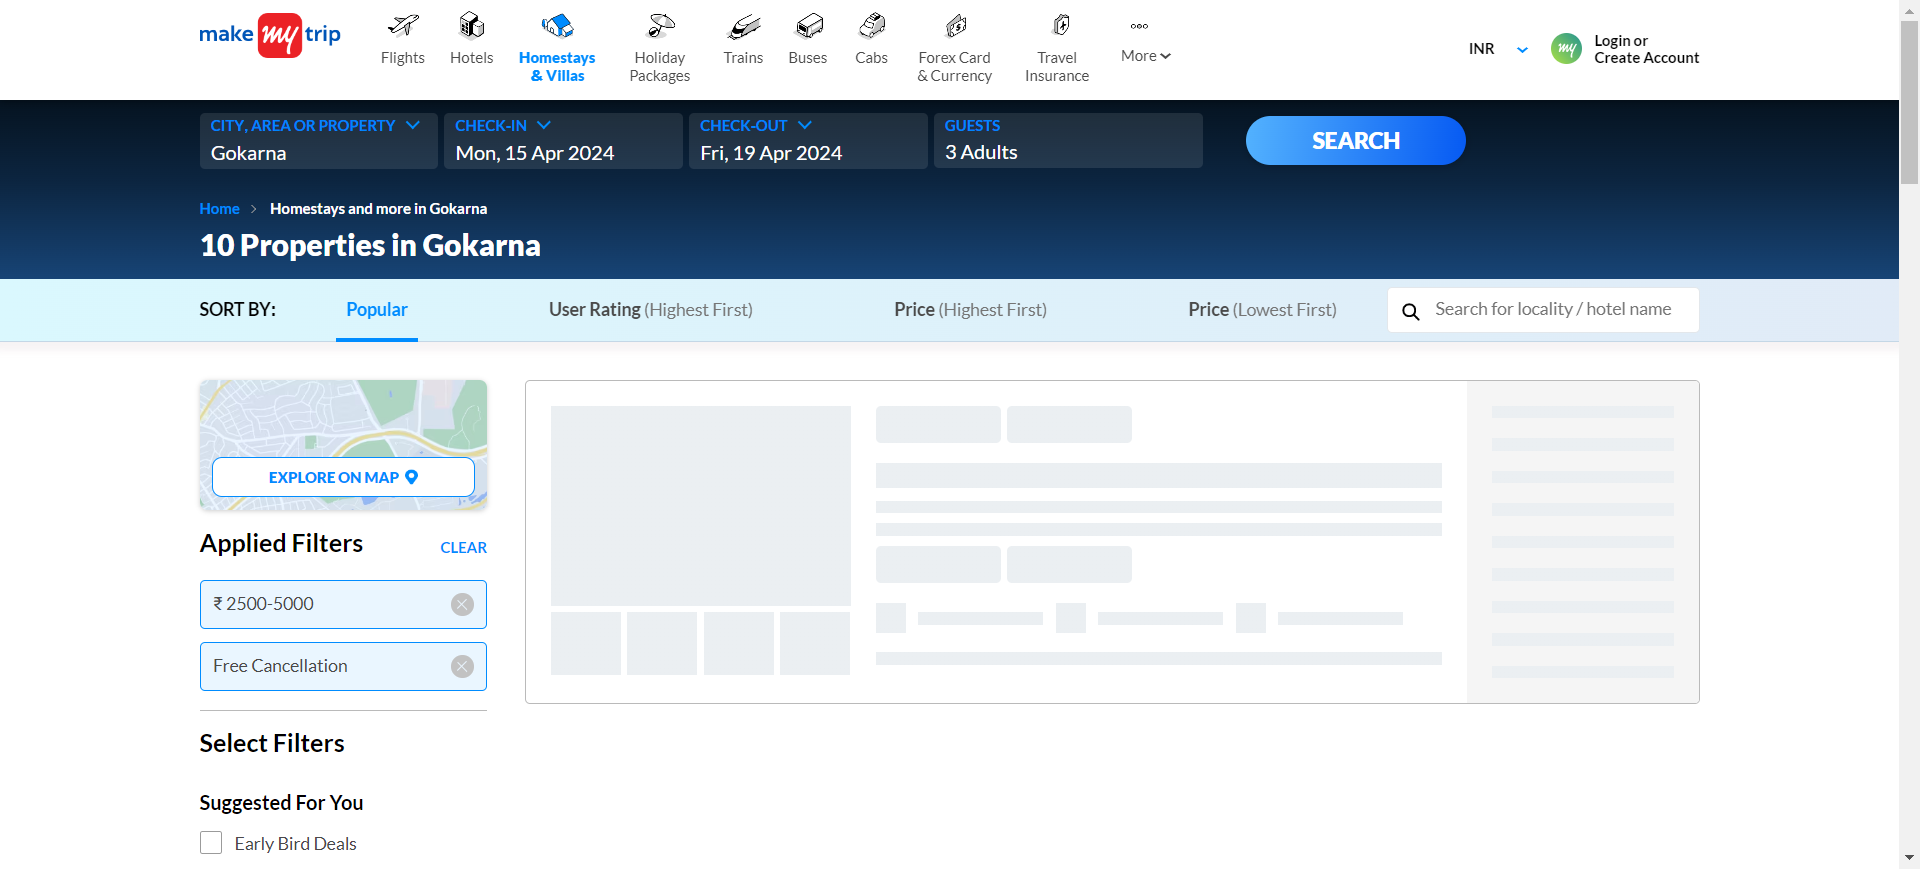 make my trip
Flights
Hotels
Homestays
& Villas
Holiday
Packages
Trains
Buses
Cabs
Forex Card
& Currency
Travel
Insurance
More
INR
my
Login or
Create Account
CITY, AREA OR PROPERTY
Gokarna
CHECK-IN
Mon, 15 Apr 2024
CHECK-OUT
Fri, 19 Apr 2024
GUESTS
3 Adults
SEARCH
Home > Homestays and more in Gokarna
10 Properties in Gokarna
SORT BY: Popular User Rating (Highest First) Price (Highest First) Price (Lowest First) Search for locality / hotel name
EXPLORE ON MAP
Applied Filters CLEAR
₹ 2500-5000
Free Cancellation
Select Filters
Suggested For You
Early Bird Deals